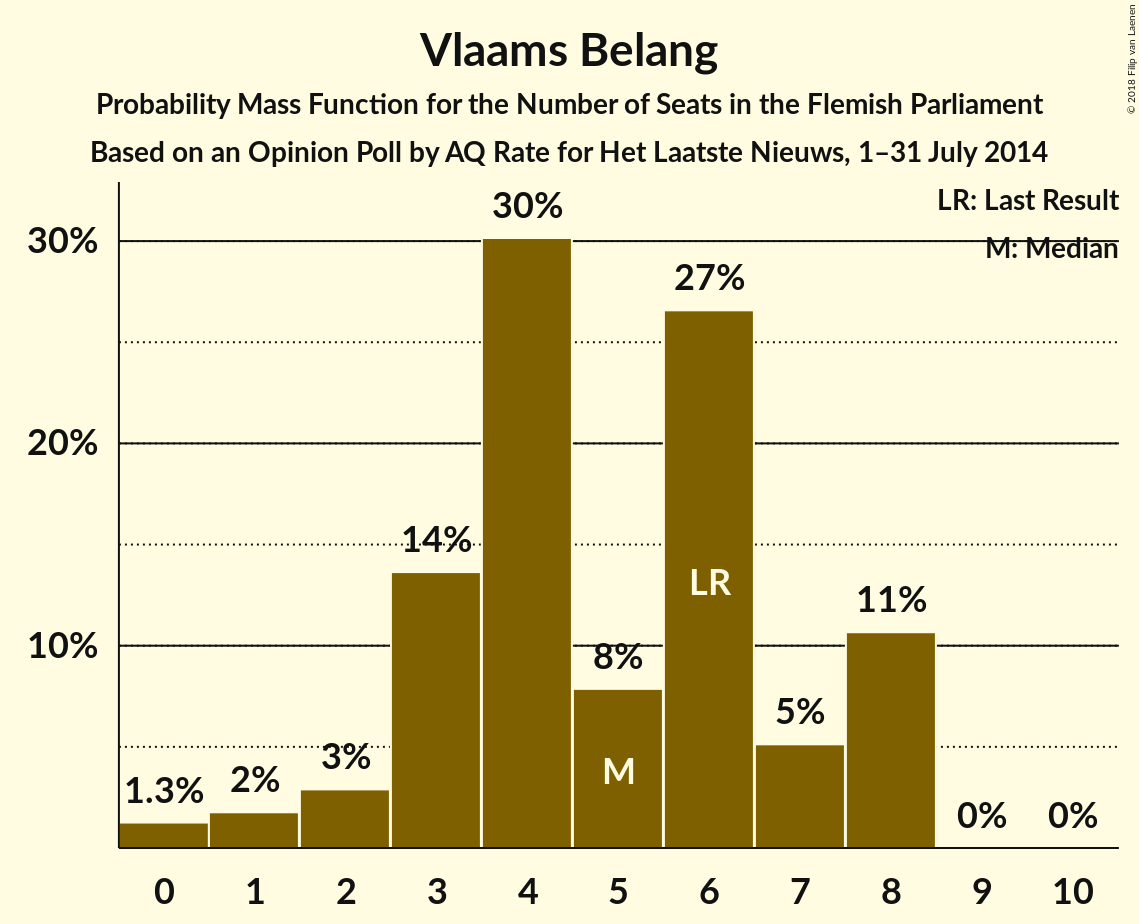 Vlaams Belang
Probability Mass Function for the Number of Seats in the Flemish Parliament
Based on an Opinion Poll by AQ Rate for Het Laatste Nieuws, 1–31 July 2014
© 2018 Filip van Laenen
LR: Last Result
M: Median
30%
20%
10%
1.3%
2%
3%
14%
30%
8%
27%
5%
11%
0%
0%
M
LR
0 1 2 3 4 5 6 7 8 9 10